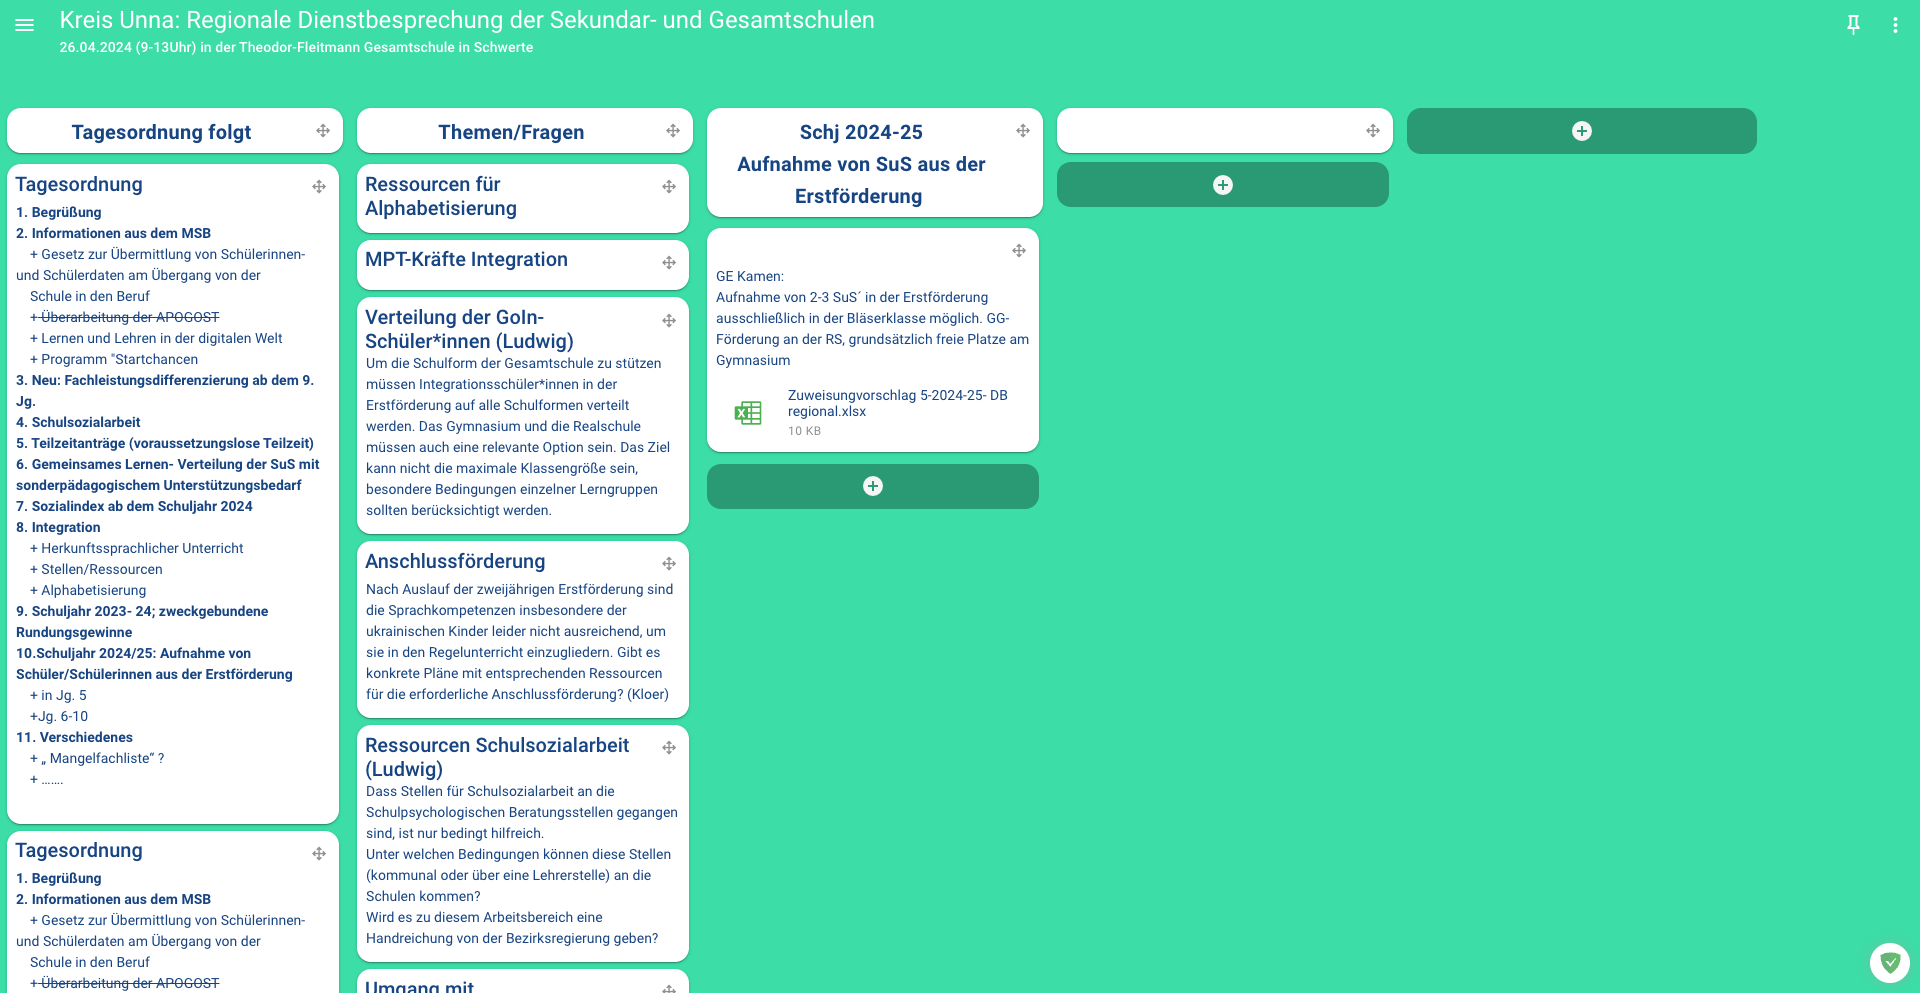 Kreis Unna: Regionale Dienstbesprechung der Sekundar- und Gesamtschulen
26.04.2024 (9-13Uhr) in der Theodor-Fleitmann Gesamtschule in Schwerte
Tagesordnung folgt
Tagesordnung
1. Begrüßung
2. Informationen aus dem MSB
+ Gesetz zur Übermittlung von Schülerinnen-
und Schülerdaten am Übergang von der
Schule in den Beruf
+ Überarbeitung der APOGOST
+ Lernen und Lehren in der digitalen Welt
+ Programm "Startchancen
3. Neu: Fachleistungsdifferenzierung ab dem 9.
Jg.
4. Schulsozialarbeit
5. Teilzeitanträge (voraussetzungslose Teilzeit)
6. Gemeinsames Lernen- Verteilung der SuS mit
sonderpädagogischem Unterstützungsbedarf
7. Sozialindex ab dem Schuljahr 2024
8. Integration
+ Herkunftssprachlicher Unterricht
+ Stellen/Ressourcen
+ Alphabetisierung
9. Schuljahr 2023- 24; zweckgebundene
Rundungsgewinne
10.Schuljahr 2024/25: Aufnahme von
Schüler/Schülerinnen aus der Erstförderung
+ in Jg. 5
+Jg. 6-10
11. Verschiedenes
+ „ Mangelfachliste“ ?
+ .......
Tagesordnung
1. Begrüßung
2. Informationen aus dem MSB
+ Gesetz zur Übermittlung von Schülerinnen-
und Schülerdaten am Übergang von der
Schule in den Beruf
+ Überarbeitung der APOGOST
Themen/Fragen
Ressourcen für
Alphabetisierung
MPT-Kräfte Integration
Verteilung der GoIn-
Schüler*innen (Ludwig)
Um die Schulform der Gesamtschule zu stützen
müssen Integrationsschüler*innen in der
Erstförderung auf alle Schulformen verteilt
werden. Das Gymnasium und die Realschule
müssen auch eine relevante Option sein. Das Ziel
kann nicht die maximale Klassengröße sein,
besondere Bedingungen einzelner Lerngruppen
sollten berücksichtigt werden.
Anschlussförderung
Nach Auslauf der zweijährigen Erstförderung sind
die Sprachkompetenzen insbesondere der
ukrainischen Kinder leider nicht ausreichend, um
sie in den Regelunterricht einzugliedern. Gibt es
konkrete Pläne mit entsprechenden Ressourcen
für die erforderliche Anschlussförderung? (Kloer)
Ressourcen Schulsozialarbeit
(Ludwig)
Dass Stellen für Schulsozialarbeit an die
Schulpsychologischen Beratungsstellen gegangen
sind, ist nur bedingt hilfreich.
Unter welchen Bedingungen können diese Stellen
(kommunal oder über eine Lehrerstelle) an die
Schulen kommen?
Wird es zu diesem Arbeitsbereich eine
Handreichung von der Bezirksregierung geben?
Umgang mit
Schj 2024-25
Aufnahme von SuS aus der
Erstförderung
GE Kamen:
Aufnahme von 2-3 SuS´ in der Erstförderung
ausschließlich in der Bläserklasse möglich. GG-
Förderung an der RS, grundsätzlich freie Platze am
Gymnasium
Zuweisungvorschlag 5-2024-25- DB
regional.xlsx
10 KB